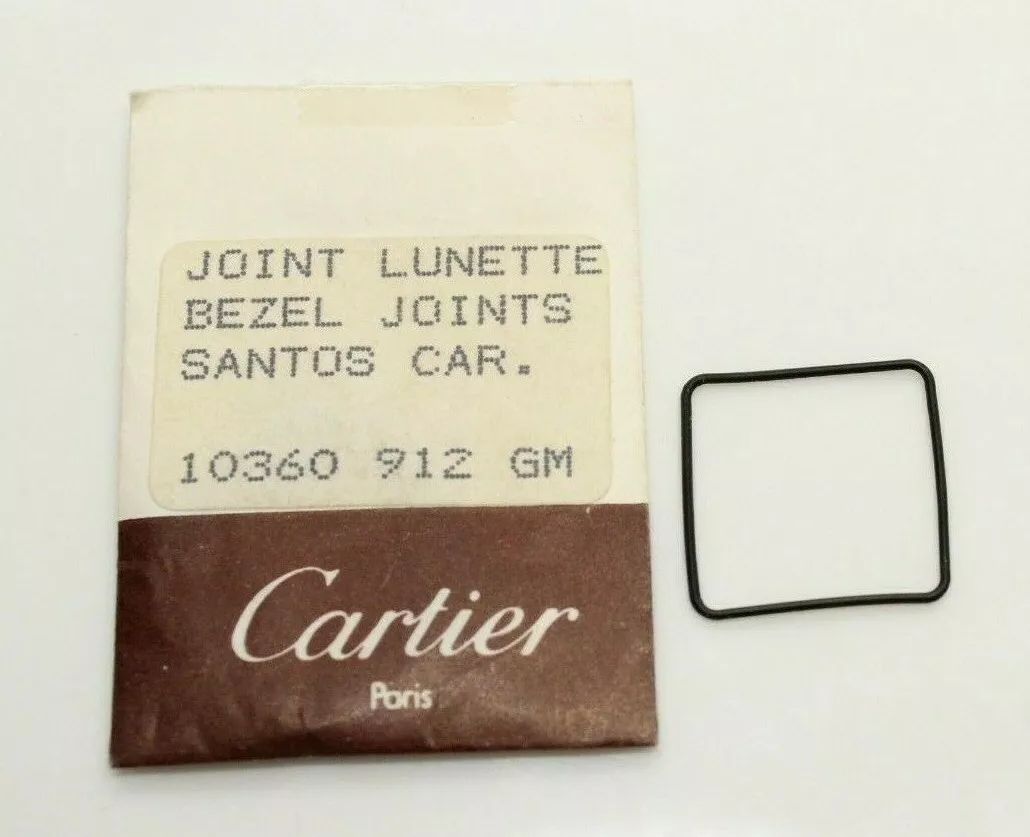 JOINT LUNETTE
BEZEL JOINTS
SANTOS CAR.
10360 912 GM
Cartier
Paris